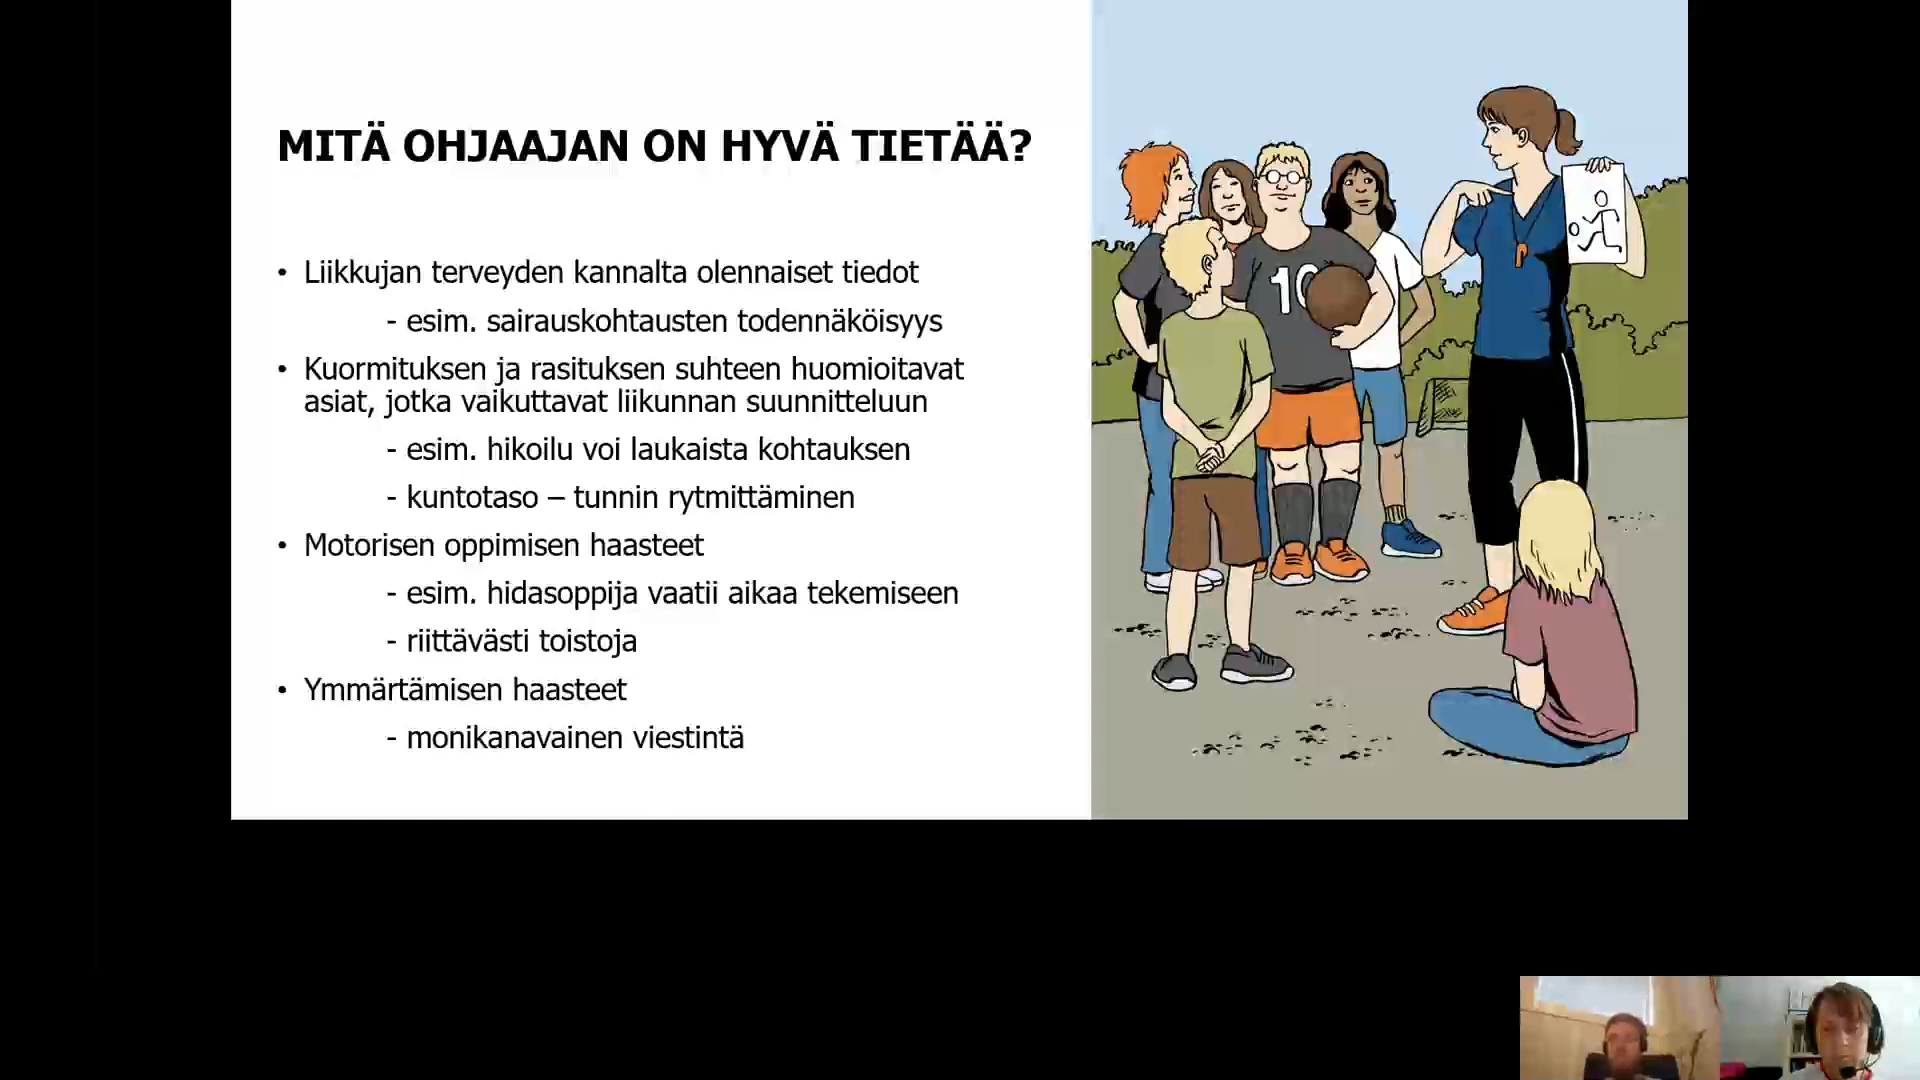 MITÄ OHJAAJAN ON HYVÄ TIETÄÄ?
• Liikkujan terveyden kannalta olennaiset tiedot
- esim. sairauskohtausten todennäköisyys
• Kuormituksen ja rasituksen suhteen huomioitavat
asiat, jotka vaikuttavat liikunnan suunnitteluun
- esim. hikoilu voi laukaista kohtauksen
- kuntotaso – tunnin rytmittäminen
• Motorisen oppimisen haasteet
- esim. hidasoppija vaatii aikaa tekemiseen
- riittävästi toistoja
• Ymmärtämisen haasteet
- monikanavainen viestintä
10